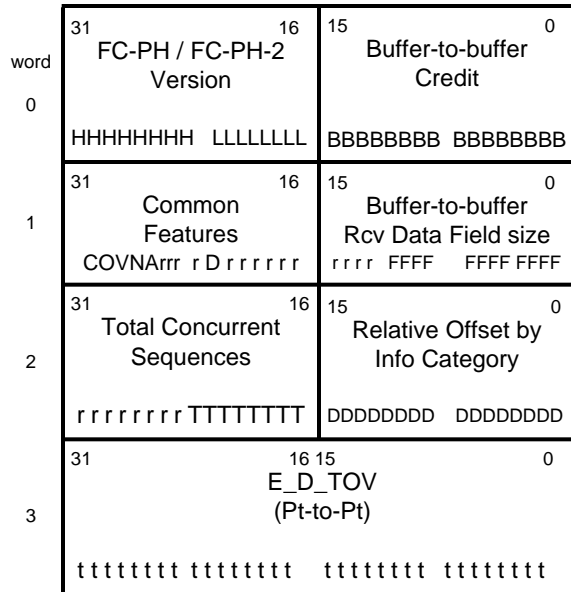 word
0
31 16
FC-PH / FC-PH-2
Version
HHHHHHHH LLLLLLLL
15 0
Buffer-to-buffer
Credit
BBBBBBBB BBBBBBBB
1
31 16
Common
Features
COVNArrr r D r r r r r r
15 0
Buffer-to-buffer
Rcv Data Field size
r r r r FFFF FFFF FFFF
2
31 16
Total Concurrent
Sequences
r r r r r r r r TTTTTTTT
15 0
Relative Offset by
Info Category
DDDDDDDD DDDDDDDD
3
31 16 15 0
E_D_TOV
(Pt-to-Pt)
t t t t t t t t t t t t t t t t t t t t t t t t t t t t t t t t